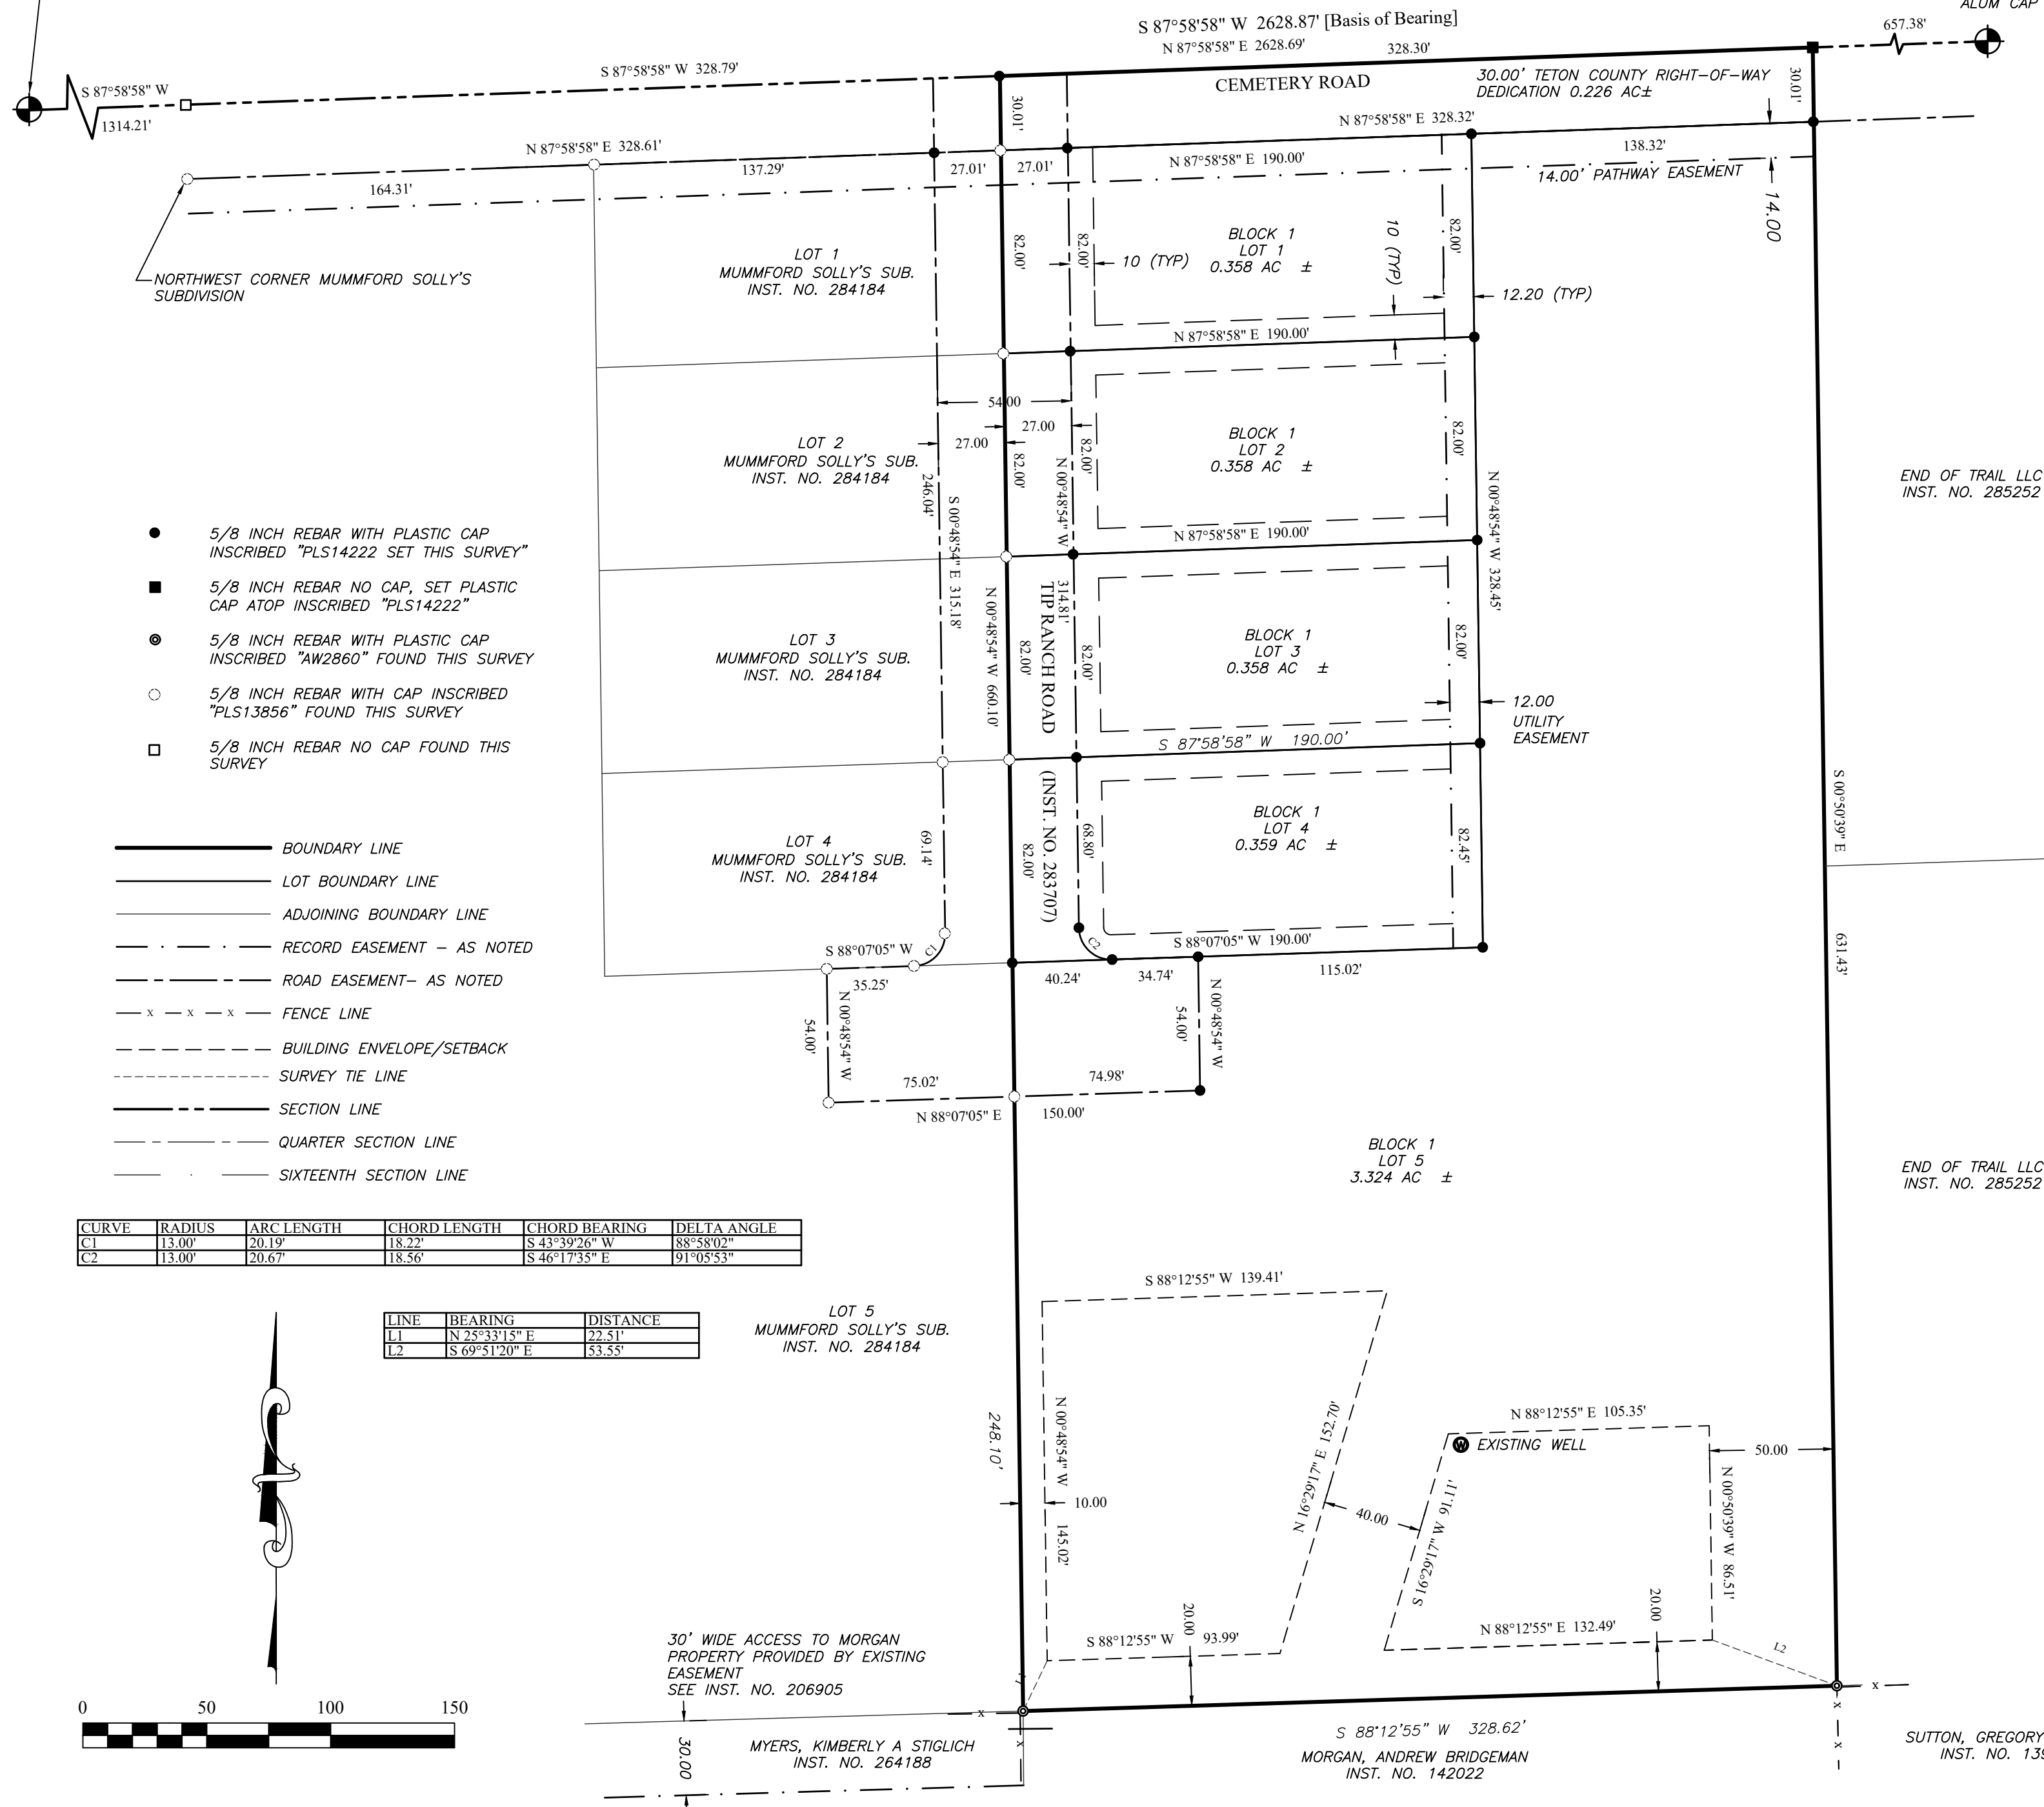 ALUM CAP
S 87°58'58" W 2628.87' [Basis of Bearing]
N 87°58'58" E 2628.69'
328.30'
657.38'
S 87°58'58" W 328.79'
S 87°58'58" W
1314.21'
CEMETERY ROAD
30.00' TETON COUNTY RIGHT-OF-WAY
DEDICATION 0.226 AC±
30.01'
30.01'
N 87°58'58" E 328.32'
N 87°58'58" E 328.61'
164.31'
137.29'
27.01'
27.01'
N 87°58'58" E 190.00'
138.32'
14.00' PATHWAY EASEMENT
14.00
NORTHWEST CORNER MUMMFORD SOLLY'S
SUBDIVISION
LOT 1
MUMMFORD SOLLY'S SUB.
INST. NO. 284184
82.00'
82.00'
10 (TYP)
BLOCK 1
LOT 1
0.358 AC ±
10 (TYP)
82.00'
12.20 (TYP)
N 87°58'58" E 190.00'
54.00
27.00
27.00
LOT 2
MUMMFORD SOLLY'S SUB.
INST. NO. 284184
246.04'
S 00°48'54" E 315.18'
82.00'
N 00°48'54" W
314.81'
82.00'
BLOCK 1
LOT 2
0.358 AC ±
82.00'
N 00°48'54" W 328.45'
END OF TRAIL LLC
INST. NO. 285252
N 87°58'58" E 190.00'
5/8 INCH REBAR WITH PLASTIC CAP
INSCRIBED "PLS14222 SET THIS SURVEY"
5/8 INCH REBAR NO CAP, SET PLASTIC
CAP ATOP INSCRIBED "PLS14222"
5/8 INCH REBAR WITH PLASTIC CAP
INSCRIBED "AW2860" FOUND THIS SURVEY
5/8 INCH REBAR WITH CAP INSCRIBED
"PLS13856" FOUND THIS SURVEY
5/8 INCH REBAR NO CAP FOUND THIS
SURVEY
LOT 3
MUMMFORD SOLLY'S SUB.
INST. NO. 284184
N 00°48'54" W 660.10'
82.00'
TIP RANCH ROAD (INST. NO. 283707)
82.00'
BLOCK 1
LOT 3
0.358 AC ±
82.00'
12.00
UTILITY
EASEMENT
S 87°58'58" W 190.00'
LOT 4
MUMMFORD SOLLY'S SUB.
INST. NO. 284184
69.14'
82.00'
68.80'
BLOCK 1
LOT 4
0.359 AC ±
82.45'
S 00°50'39" E
631.43'
BOUNDARY LINE
LOT BOUNDARY LINE
ADJOINING BOUNDARY LINE
RECORD EASEMENT - AS NOTED
ROAD EASEMENT- AS NOTED
x x x FENCE LINE
BUILDING ENVELOPE/SETBACK
SURVEY TIE LINE
SECTION LINE
QUARTER SECTION LINE
SIXTEENTH SECTION LINE
S 88°07'05" W
C1
C2
S 88°07'05" W 190.00'
35.25'
40.24'
34.74'
115.02'
54.00'
N 00°48'54" W
54.00'
N 00°48'54" W
75.02'
74.98'
N 88°07'05" E
150.00'
BLOCK 1
LOT 5
3.324 AC ±
END OF TRAIL LLC
INST. NO. 285252
CURVE RADIUS ARC LENGTH CHORD LENGTH CHORD BEARING DELTA ANGLE
C1 13.00' 20.19' 18.22' S 43°39'26" W 88°58'02"
C2 13.00' 20.67' 18.56' S 46°17'35" E 91°05'53"
LINE BEARING DISTANCE
L1 N 25°33'15" E 22.51'
L2 S 69°51'20" E 53.55'
LOT 5
MUMMFORD SOLLY'S SUB.
INST. NO. 284184
S 88°12'55" W 139.41'
248.10'
N 00°48'54" W
145.02'
10.00
N 16°29'17" E 152.70'
40.00
S 16°29'17" W 91.11'
N 88°12'55" E 105.35'
W EXISTING WELL
50.00
N 00°50'39" W 86.51'
20.00
20.00
S 88°12'55" W 93.99'
N 88°12'55" E 132.49'
L1
L2
30' WIDE ACCESS TO MORGAN
PROPERTY PROVIDED BY EXISTING
EASEMENT
SEE INST. NO. 206905
0 50 100 150
30.00
x
x
x
x
x
MYERS, KIMBERLY A STIGLICH
INST. NO. 264188
S 88°12'55" W 328.62'
MORGAN, ANDREW BRIDGEMAN
INST. NO. 142022
SUTTON, GREGORY
INST. NO. 139